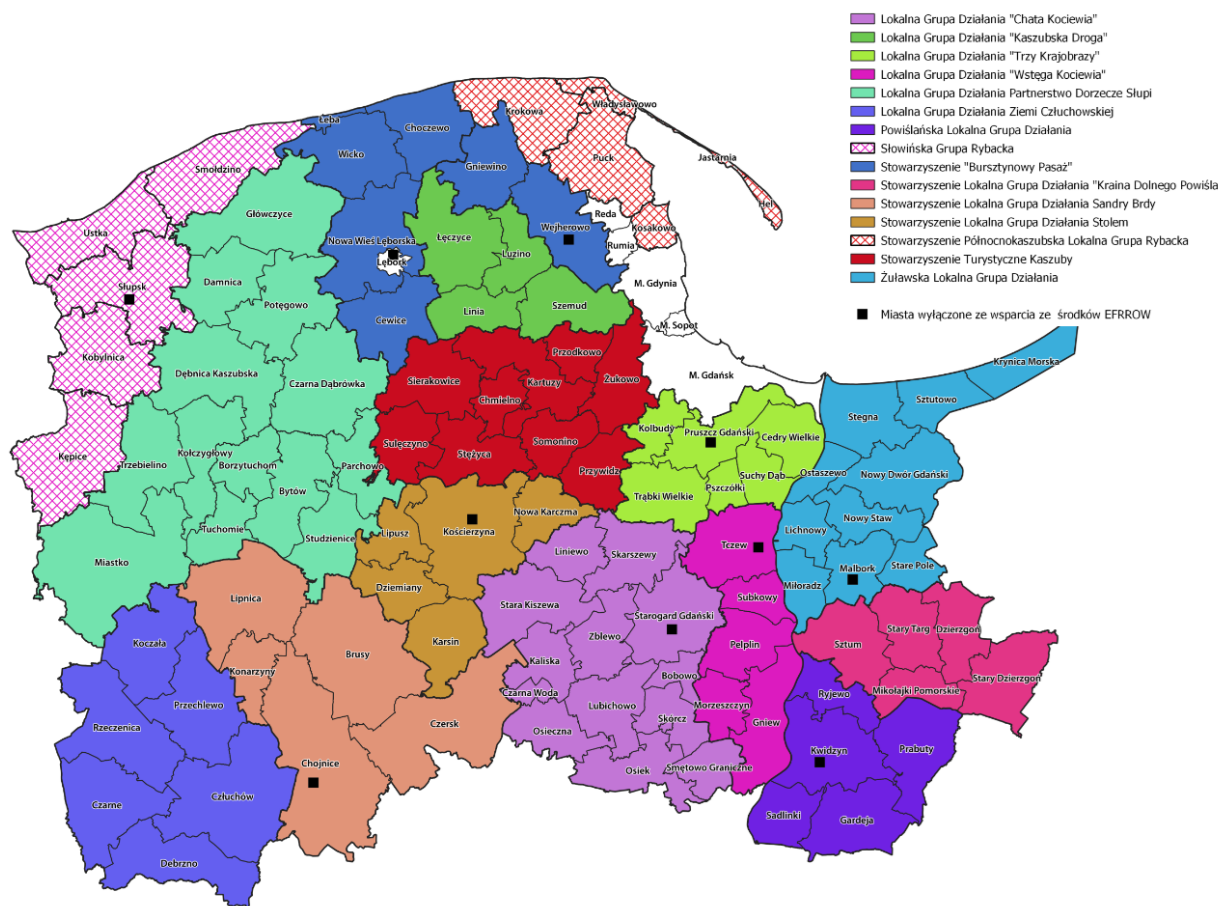 Lokalna Grupa Działania "Chata Kociewia"
Lokalna Grupa Działania "Kaszubska Droga"
Lokalna Grupa Działania "Trzy Krajobrazy"
Lokalna Grupa Działania "Wstęga Kociewia"
Lokalna Grupa Działania Partnerstwo Dorzecze Słupi
Lokalna Grupa Działania Ziemi Człuchowskiej
Powiślańska Lokalna Grupa Działania
Słowińska Grupa Rybacka
Stowarzyszenie "Bursztynowy Pasaż"
Stowarzyszenie Lokalna Grupa Działania "Kraina Dolnego Powiśla
Stowarzyszenie Lokalna Grupa Działania Sandry Brdy
Stowarzyszenie Lokalna Grupa Działania Stolem
Stowarzyszenie Północnokaszubska Lokalna Grupa Rybacka
Stowarzyszenie Turystyczne Kaszuby
Żuławska Lokalna Grupa Działania
Miasta wyłączone ze wsparcia ze środków EFRROW
Łeba
Choczewo
Krokowa
Władysławowo
Wicko
Gniewino
Puck
Jastarnia
Smołdzino
Hel
Główczyce
Reda
Wejherowo
Kosakowo
Ustka
Nowa Wieś Lęborska
Łęczyce
Luzino
Rumia
Lębork
Damnica
M. Gdynia
Słupsk
Potęgowo
Cewice
Linia
Szemud
M. Sopot
Kobylnica
Przodkowo
Krynica Morska
Dębnica Kaszubska
Czarna Dąbrówka
Sierakowice
Kartuzy
Żukowo
M. Gdańsk
Chmielno
Sztutowo
Stegna
Kępice
Kołczygłowy
Sulęczyno
Somonino
Kolbudy
Pruszcz Gdański
Cedry Wielkie
Trzebielino
Borzytuchom
Parchowo
Stężyca
Przywidz
Suchy Dąb
Ostaszewo
Nowy Dwór Gdański
Bytów
Trąbki Wielkie
Pszczółki
Tuchomie
Studzienice
Lipusz
Nowa Karczma
Kościerzyna
Lichnowy
Nowy Staw
Miastko
Liniewo
Skarszewy
Tczew
Malbork
Stare Pole
Dziemiany
Miłoradz
Lipnica
Stara Kiszewa
Starogard Gdański
Subkowy
Koczała
Brusy
Karsin
Zblewo
Pelplin
Sztum
Stary Targ
Dzierzgoń
Konarzyny
Kaliska
Bobowo
Stary Dzierzgoń
Przechlewo
Czarna Woda
Lubichowo
Morzeszczyn
Ryjewo
Mikołajki Pomorskie
Rzeczenica
Czersk
Osieczna
Skórcz
Gniew
Kwidzyn
Prabuty
Chojnice
Osiek
Smętowo Graniczne
Czarne
Człuchów
Sadlinki
Gardeja
Debrzno